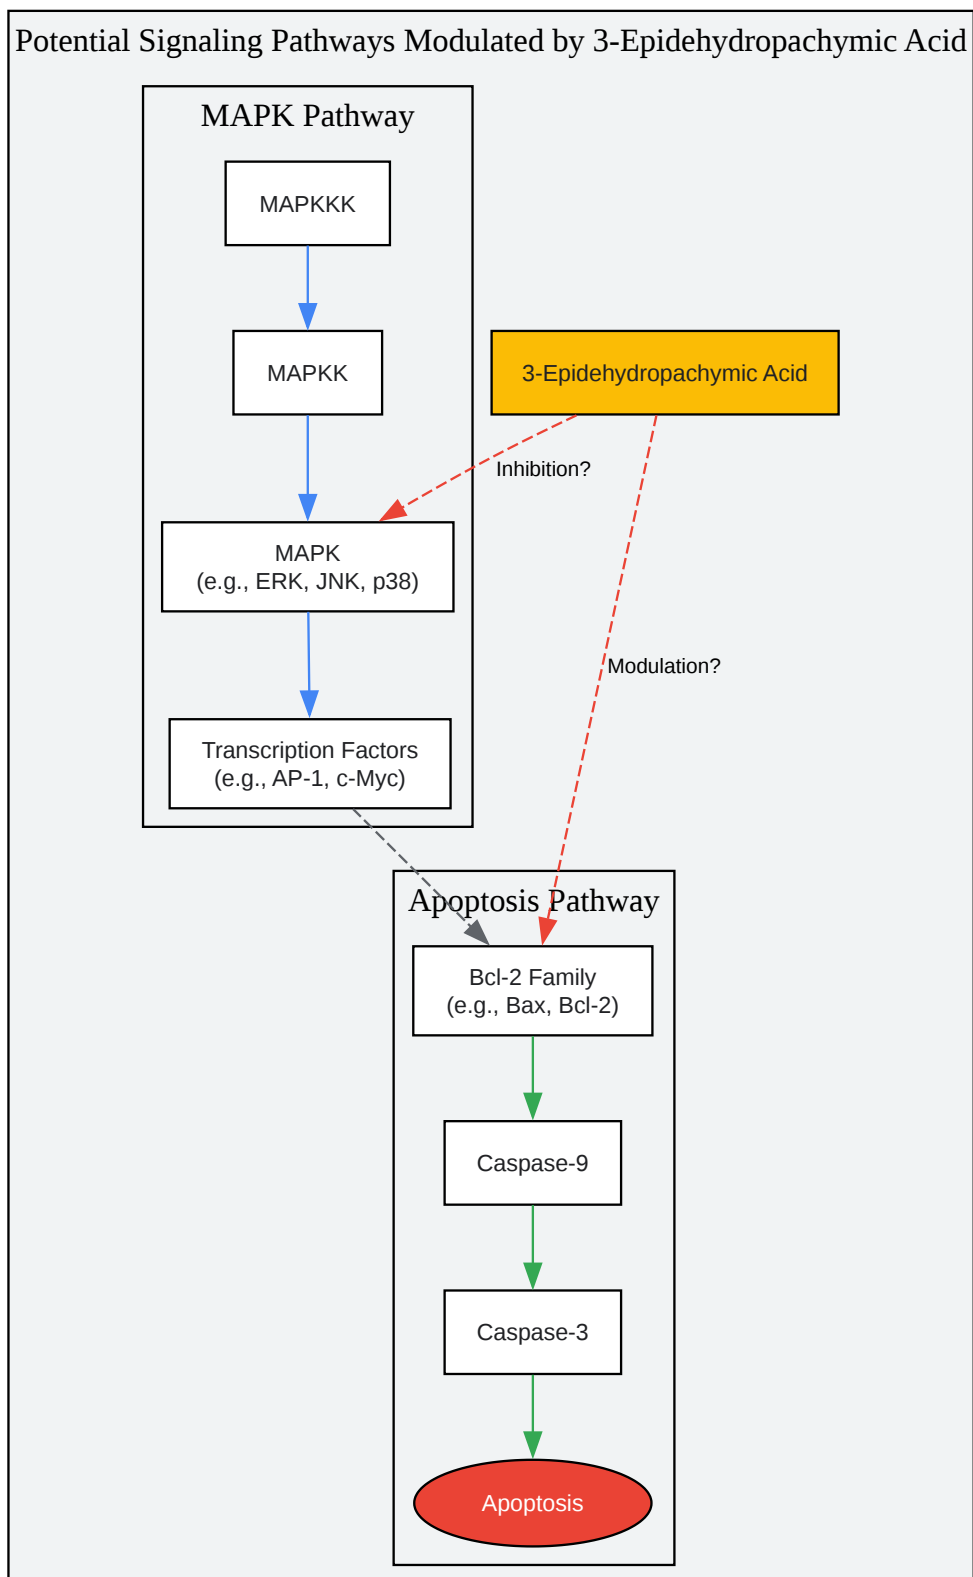 Potential Signaling Pathways Modulated by 3-Epidehydropachymic Acid
MAPK Pathway
MAPKKK
MAPKK
3-Epidehydropachymic Acid
Inhibition?
MAPK
(e.g., ERK, JNK, p38)
Modulation?
Transcription Factors
(e.g., AP-1, c-Myc)
Apoptosis Pathway
Bcl-2 Family
(e.g., Bax, Bcl-2)
Caspase-9
Caspase-3
Apoptosis